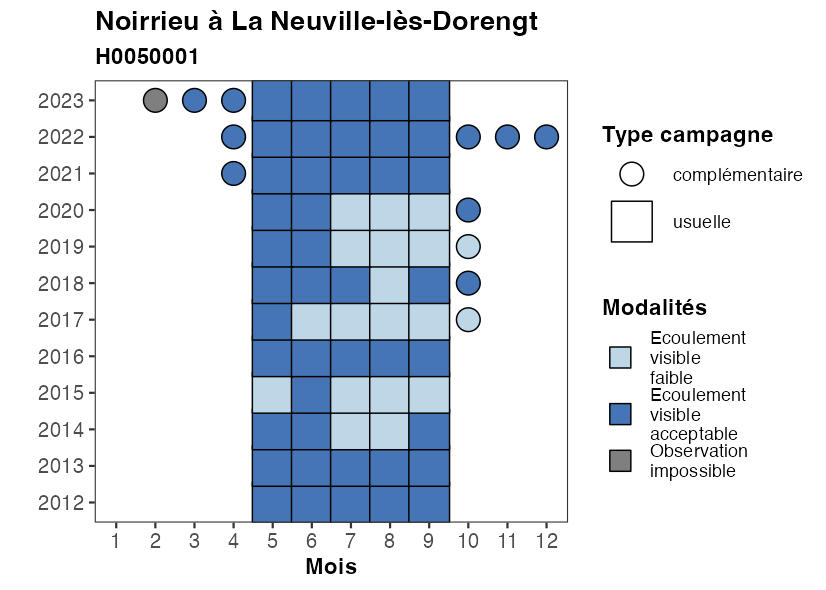 Noirrieu à La Neuville-lès-Dorengt
H0050001
2023
2022
2021
2020
2019
2018
2017
2016
2015
2014
2013
2012
1 2 3 4 5 6 7 8 9 10 11 12
Mois
Type campagne
complémentaire
usuelle
Modalités
Ecoulement
visible
faible
Ecoulement
visible
acceptable
Observation
impossible